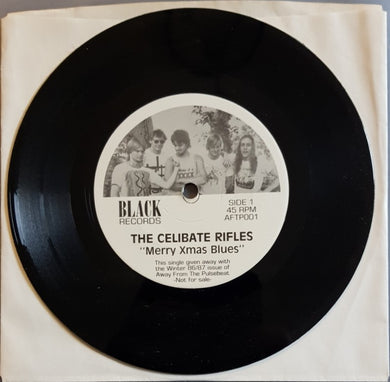 BLACK
RECORDS
SIDE 1
45 RPM
AFTP001
THE CELIBATE RIFLES
"Merry Xmas Blues"
This single given away with
the Winter 86/87 issue of
Away From The Pulsebeat
-Not for sale-